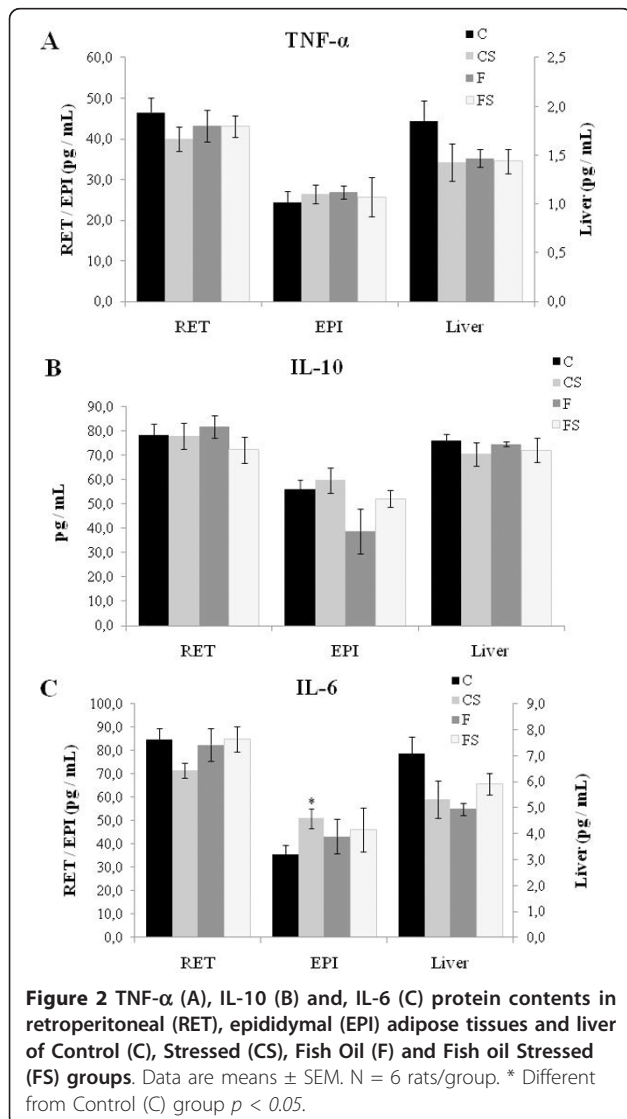 A
TNF-α
C
CS
F
FS
60,0
50,0
40,0
30,0
20,0
10,0
0,0
RET / EPI (pg / mL)
2,5
2,0
1,5
1,0
0,5
0,0
Liver (pg / mL)
RET EPI Liver
B
IL-10
C
CS
F
FS
90,0
80,0
70,0
60,0
50,0
40,0
30,0
20,0
10,0
0,0
pg / mL
RET EPI Liver
C
IL-6
C
CS
F
FS
100,0
90,0
80,0
70,0
60,0
50,0
40,0
30,0
20,0
10,0
0,0
RET / EPI (pg / mL)
*
9,0
8,0
7,0
6,0
5,0
4,0
3,0
2,0
1,0
0,0
Liver (pg / mL)
RET EPI Liver
Figure 2 TNF-α (A), IL-10 (B) and, IL-6 (C) protein contents in
retroperitoneal (RET), epididymal (EPI) adipose tissues and liver
of Control (C), Stressed (CS), Fish Oil (F) and Fish oil Stressed
(FS) groups. Data are means ± SEM. N = 6 rats/group. * Different
from Control (C) group p < 0.05.